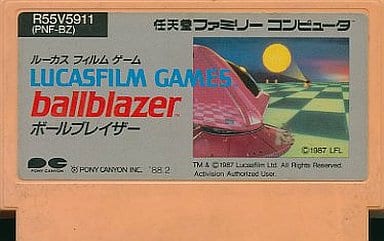 R55V5911
(PNF-BZ)
任天堂ファミリーコンピュータ
ルーカス フィルム ゲーム
LUCASFILM GAMES
ballblazer™
ボールブレイザー
©1987 LFL
PC
PONY CANYON
© PONY CANYON INC. '88.2
TM & ©1987 Lucasfilm Ltd. All Rights Reserved.
Activision Authorized User.